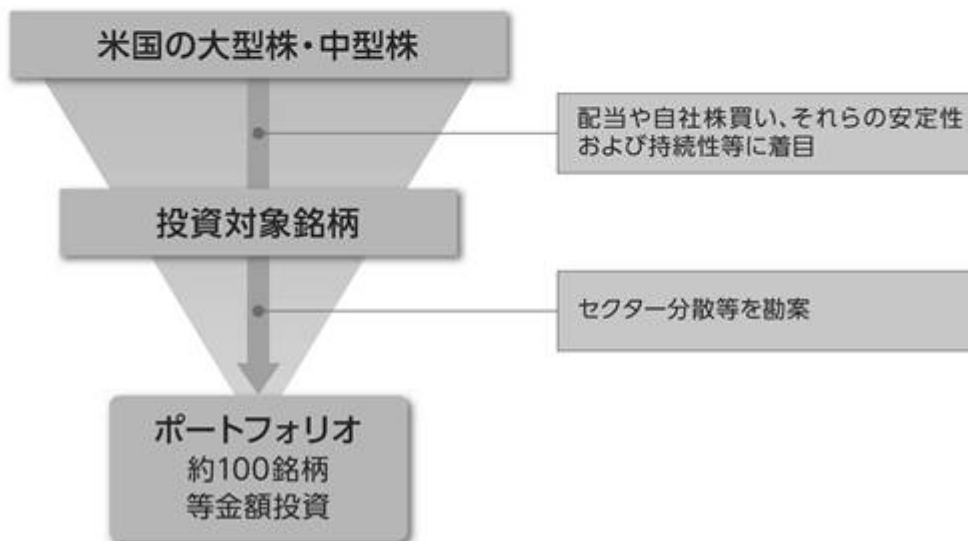 米国の大型株・中型株
配当や自社株買い、それらの安定性
および持続性等に着目
投資対象銘柄
セクター分散等を勘案
ポートフォリオ
約100銘柄
等金額投資